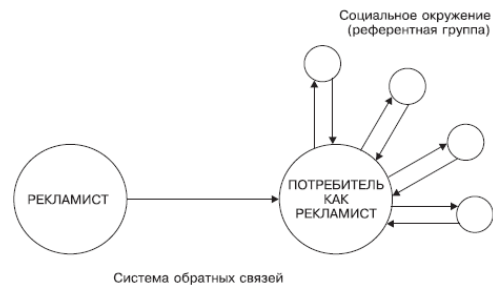 Социальное окружение
(референтная группа)
РЕКЛАМИСТ
ПОТРЕБИТЕЛЬ
КАК
РЕКЛАМИСТ
Система обратных связей